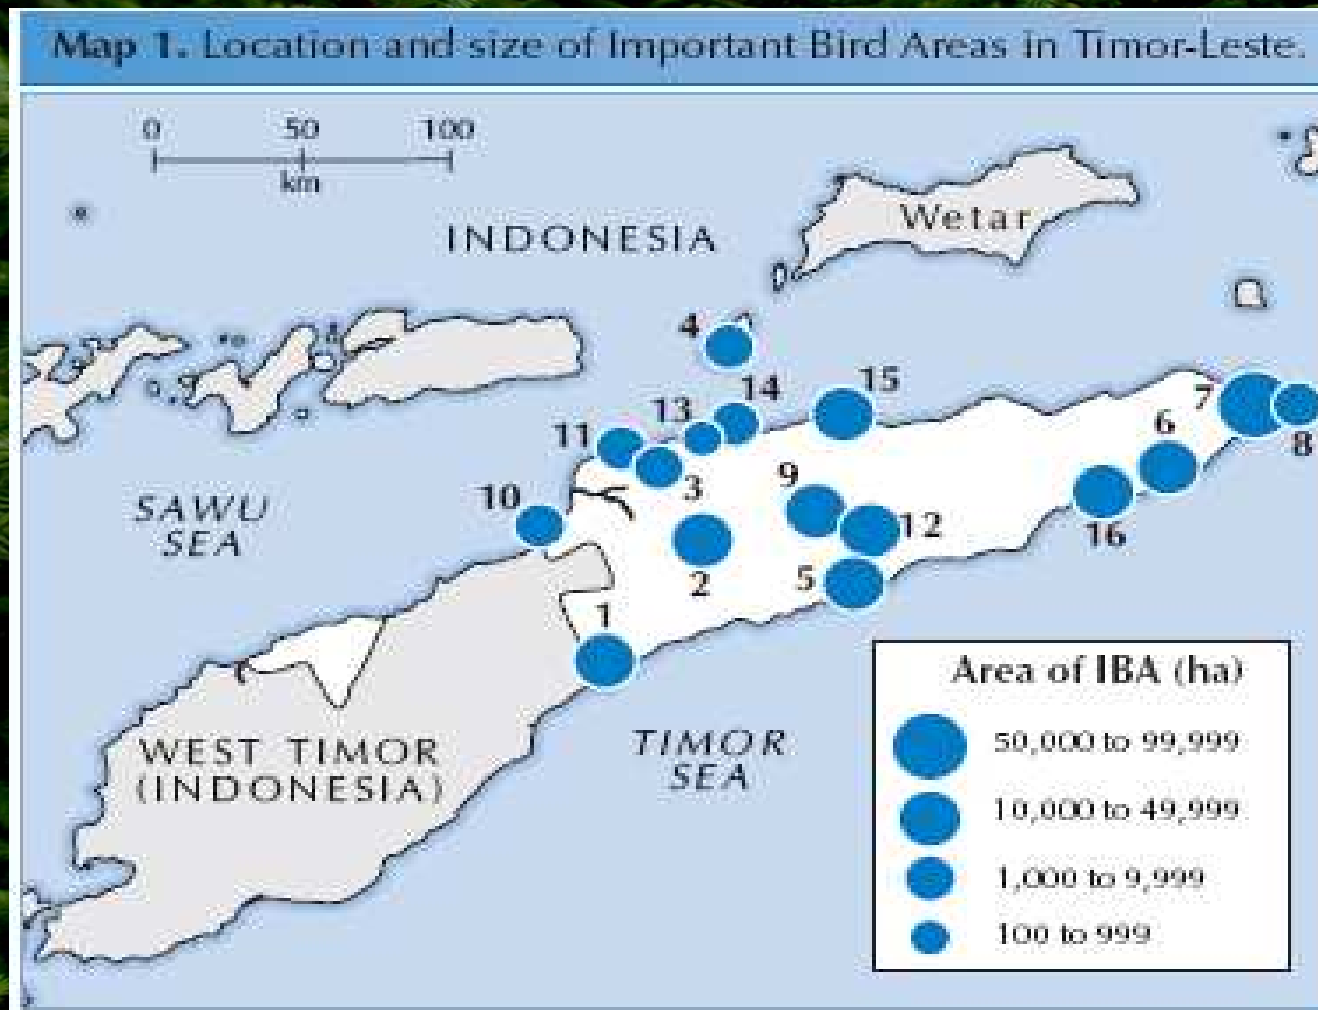 Map 1. Location and size of Important Bird Areas in Timor-Leste.
0 50 100
km
INDONESIA
Wetar
4
15
14
13
11
7
6
8
3
9
10
SAWU
SEA
12
16
2
5
1
WEST TIMOR
(INDONESIA)
TIMOR
SEA
Area of IBA (ha)
50,000 to 99,999
10,000 to 49,999
1,000 to 9,999
100 to 999